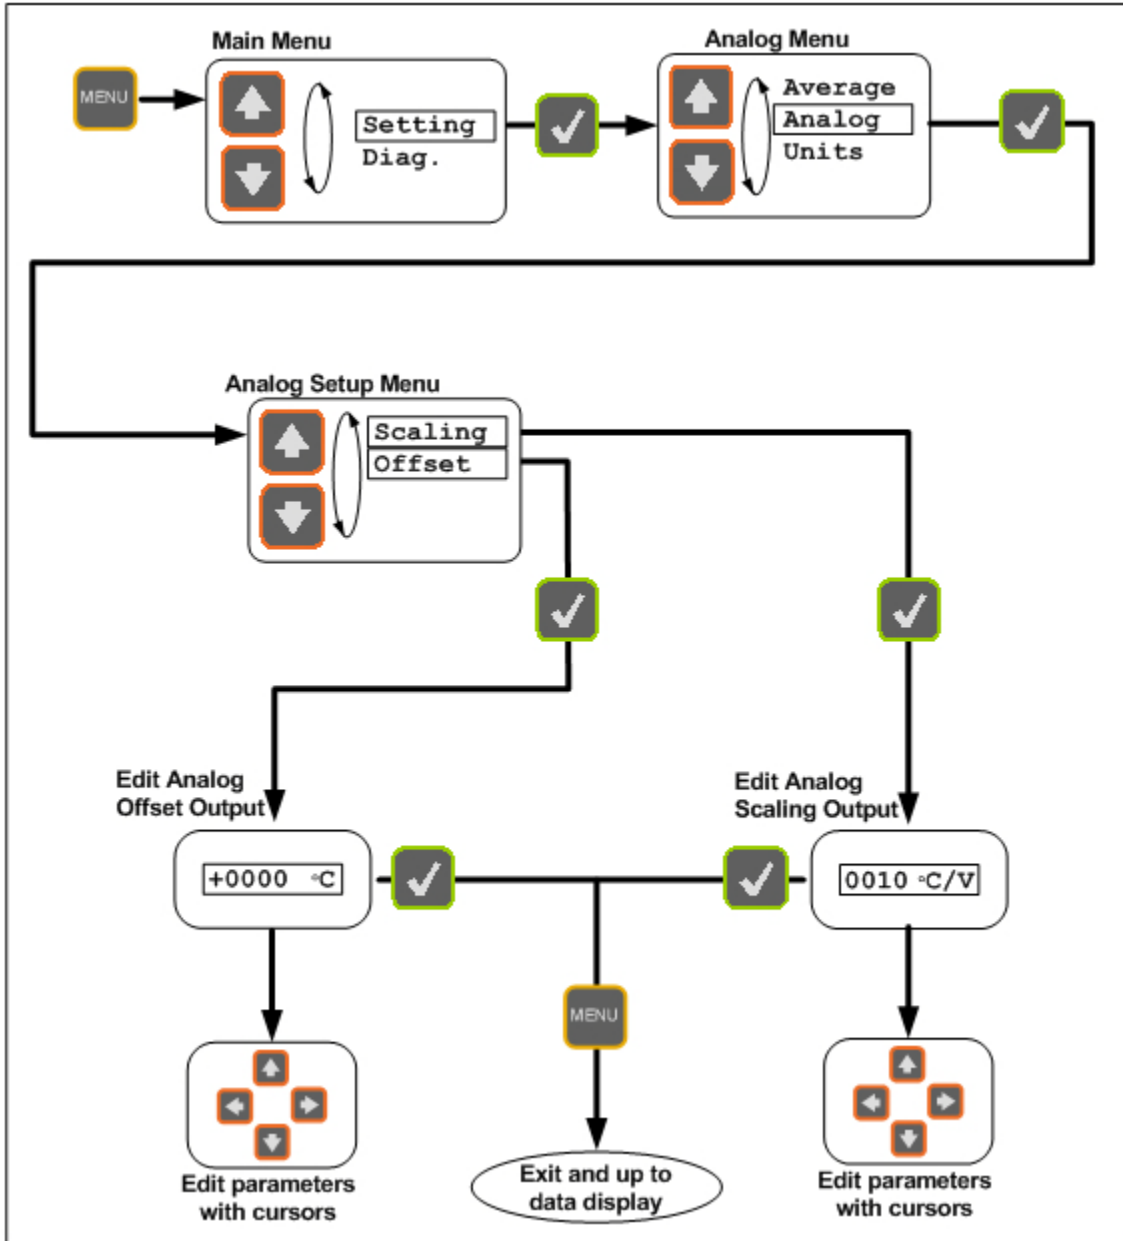 Main Menu
Analog Menu
MENU
Setting
Diag.
Average
Analog
Units
Analog Setup Menu
Scaling
Offset
Edit Analog
Offset Output
Edit Analog
Scaling Output
+0000 °C
0010 °C/V
MENU
Edit parameters
with cursors
Exit and up to
data display
Edit parameters
with cursors